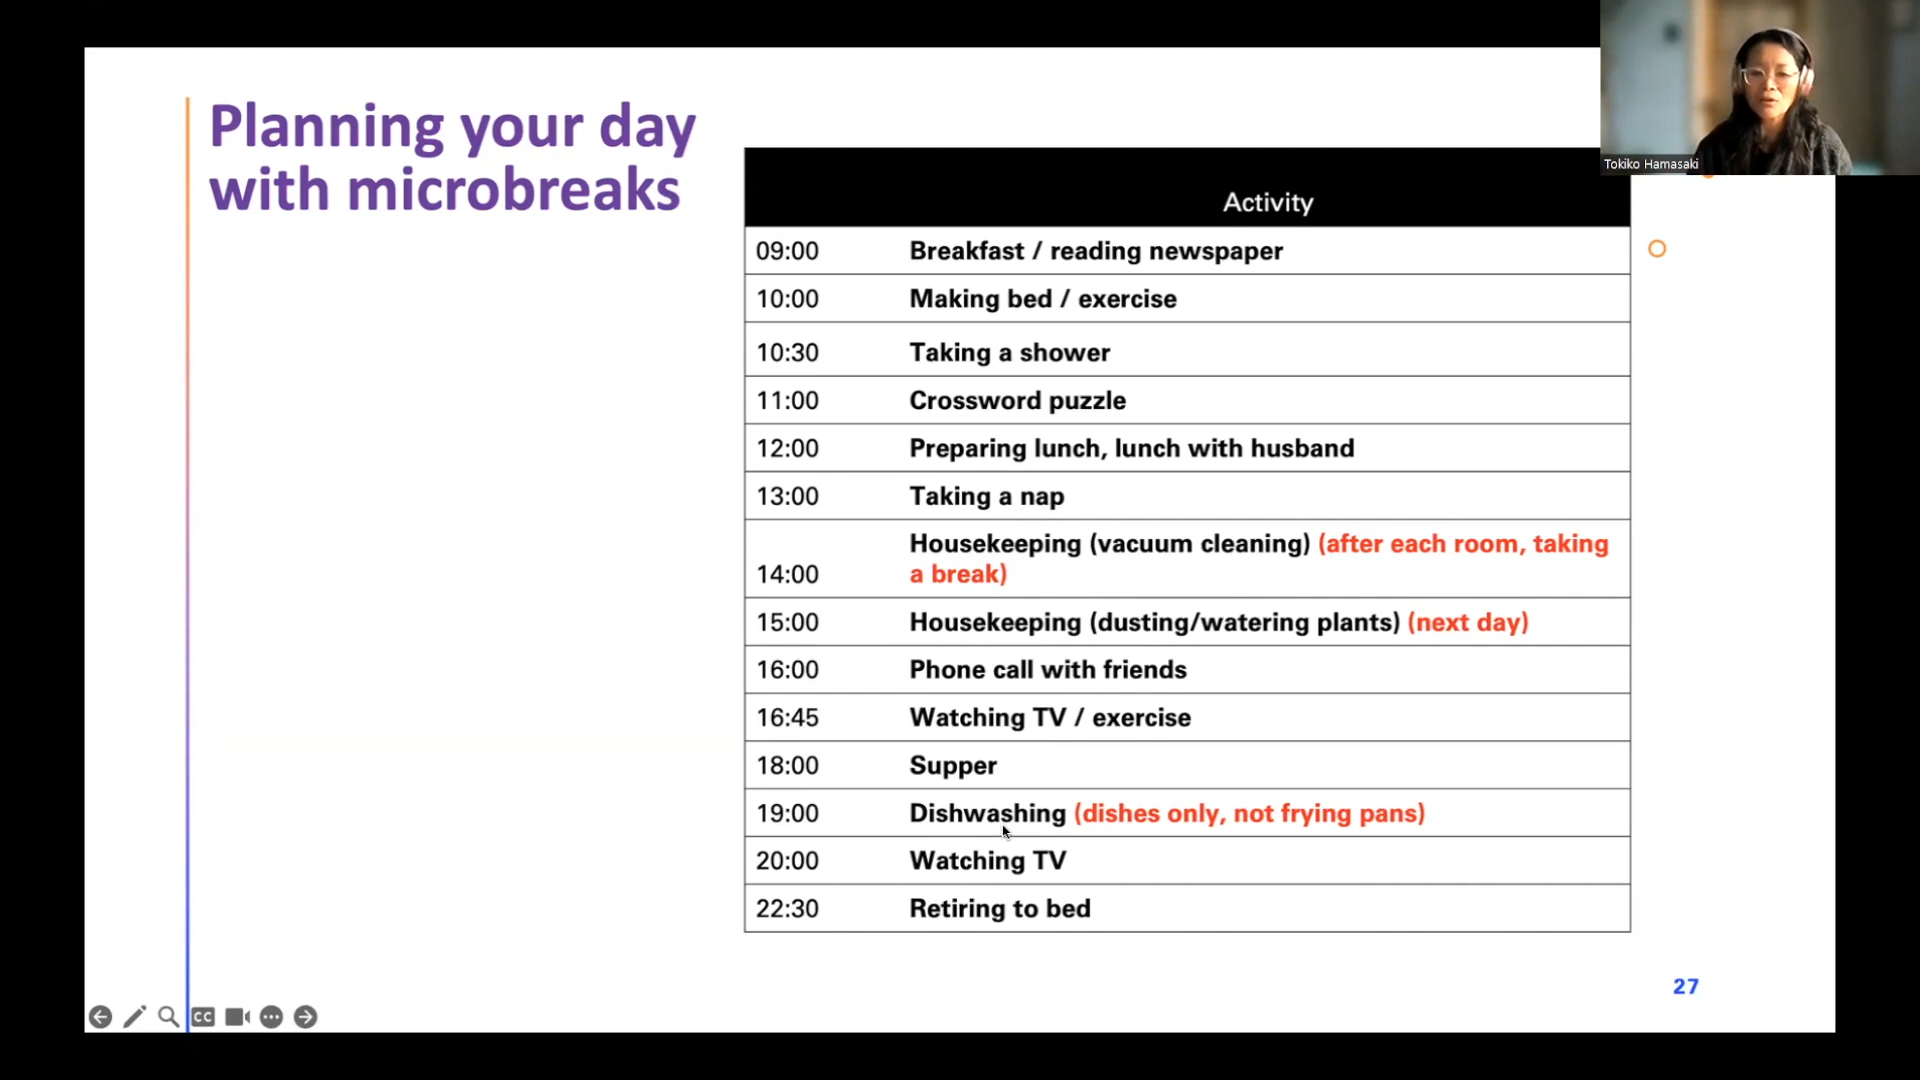 Planning your day
with microbreaks
Tokiko Hamasaki
Activity
09:00 Breakfast / reading newspaper
10:00 Making bed / exercise
10:30 Taking a shower
11:00 Crossword puzzle
12:00 Preparing lunch, lunch with husband
13:00 Taking a nap
14:00 Housekeeping (vacuum cleaning) (after each room, taking
a break)
15:00 Housekeeping (dusting/watering plants) (next day)
16:00 Phone call with friends
16:45 Watching TV / exercise
18:00 Supper
19:00 Dishwashing (dishes only, not frying pans)
20:00 Watching TV
22:30 Retiring to bed
27
CC